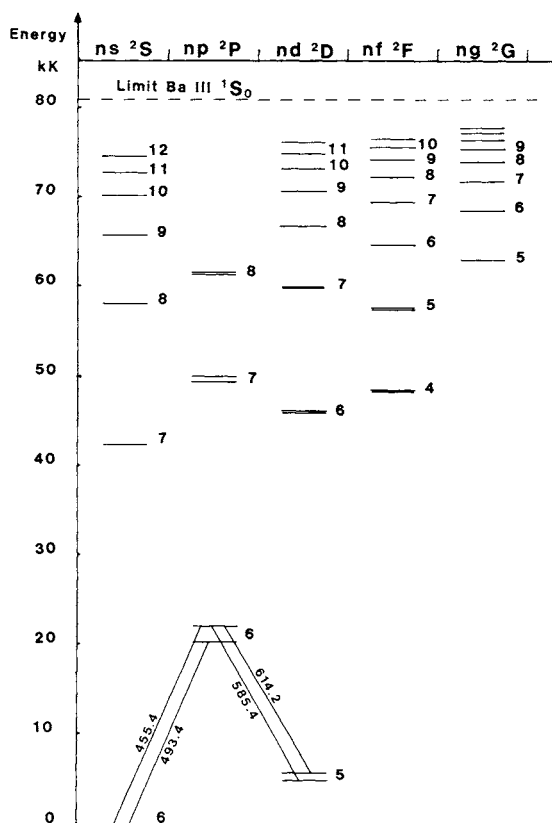 Energy
ns ²S np ²P nd ²D nf ²F ng ²G
kK
Limit Ba III ¹S₀
80
12 11 10 9
11 10 9 8
70 10 9 8 7
9 8 7 6
60 8 8 7 6 5
50 7 5
7 6 4
40
30
20 6
455.4 493.4 585.4 614.2
10
5
0 6